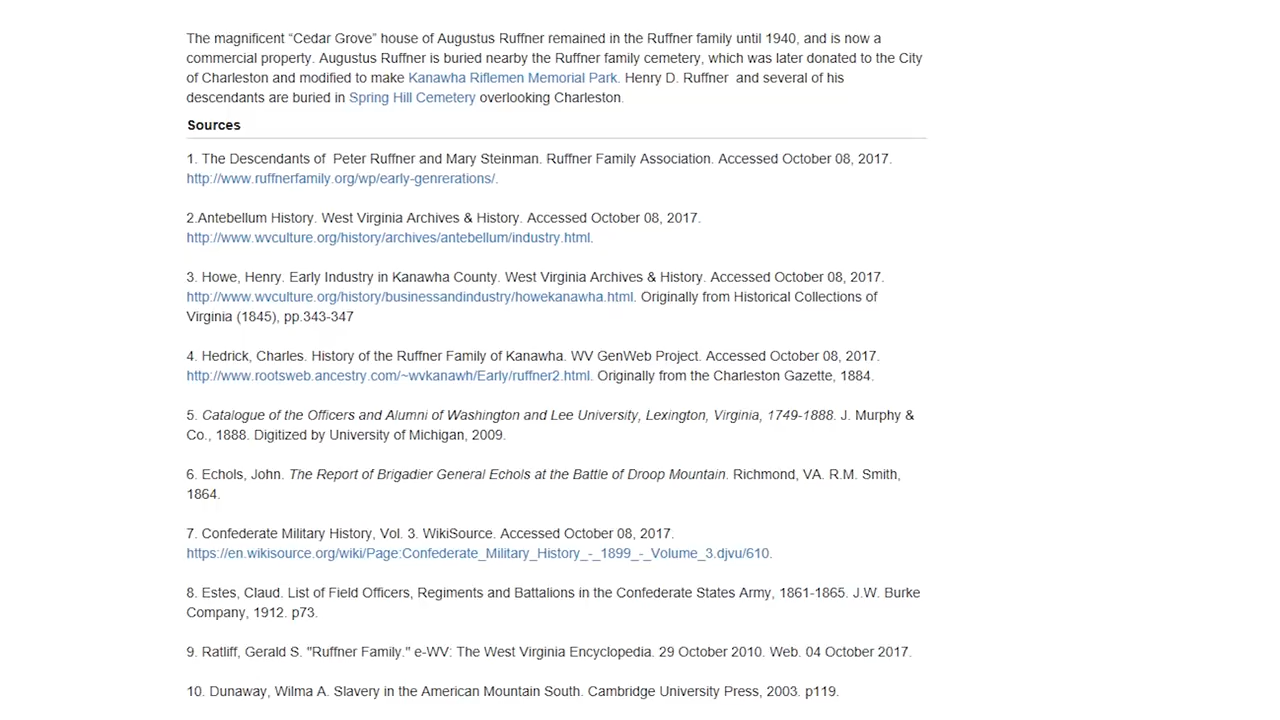 The magnificent “Cedar Grove” house of Augustus Ruffner remained in the Ruffner family until 1940, and is now a
commercial property. Augustus Ruffner is buried nearby the Ruffner family cemetery, which was later donated to the City
of Charleston and modified to make Kanawha Riflemen Memorial Park. Henry D. Ruffner  and several of his
descendants are buried in Spring Hill Cemetery overlooking Charleston.
Sources
1. The Descendants of  Peter Ruffner and Mary Steinman. Ruffner Family Association. Accessed October 08, 2017.
http://www.ruffnerfamily.org/wp/early-genrerations/.
2.Antebellum History. West Virginia Archives & History. Accessed October 08, 2017.
http://www.wvculture.org/history/archives/antebellum/industry.html.
3. Howe, Henry. Early Industry in Kanawha County. West Virginia Archives & History. Accessed October 08, 2017.
http://www.wvculture.org/history/businessandindustry/howekanawha.html. Originally from Historical Collections of
Virginia (1845), pp.343-347
4. Hedrick, Charles. History of the Ruffner Family of Kanawha. WV GenWeb Project. Accessed October 08, 2017.
http://www.rootsweb.ancestry.com/~wvkanawh/Early/ruffner2.html. Originally from the Charleston Gazette, 1884.
5. Catalogue of the Officers and Alumni of Washington and Lee University, Lexington, Virginia, 1749-1888. J. Murphy &
Co., 1888. Digitized by University of Michigan, 2009.
6. Echols, John. The Report of Brigadier General Echols at the Battle of Droop Mountain. Richmond, VA. R.M. Smith,
1864.
7. Confederate Military History, Vol. 3. WikiSource. Accessed October 08, 2017.
https://en.wikisource.org/wiki/Page:Confederate_Military_History_-_1899_-_Volume_3.djvu/610.
8. Estes, Claud. List of Field Officers, Regiments and Battalions in the Confederate States Army, 1861-1865. J.W. Burke
Company, 1912. p73.
9. Ratliff, Gerald S. "Ruffner Family." e-WV: The West Virginia Encyclopedia. 29 October 2010. Web. 04 October 2017.
10. Dunaway, Wilma A. Slavery in the American Mountain South. Cambridge University Press, 2003. p119.